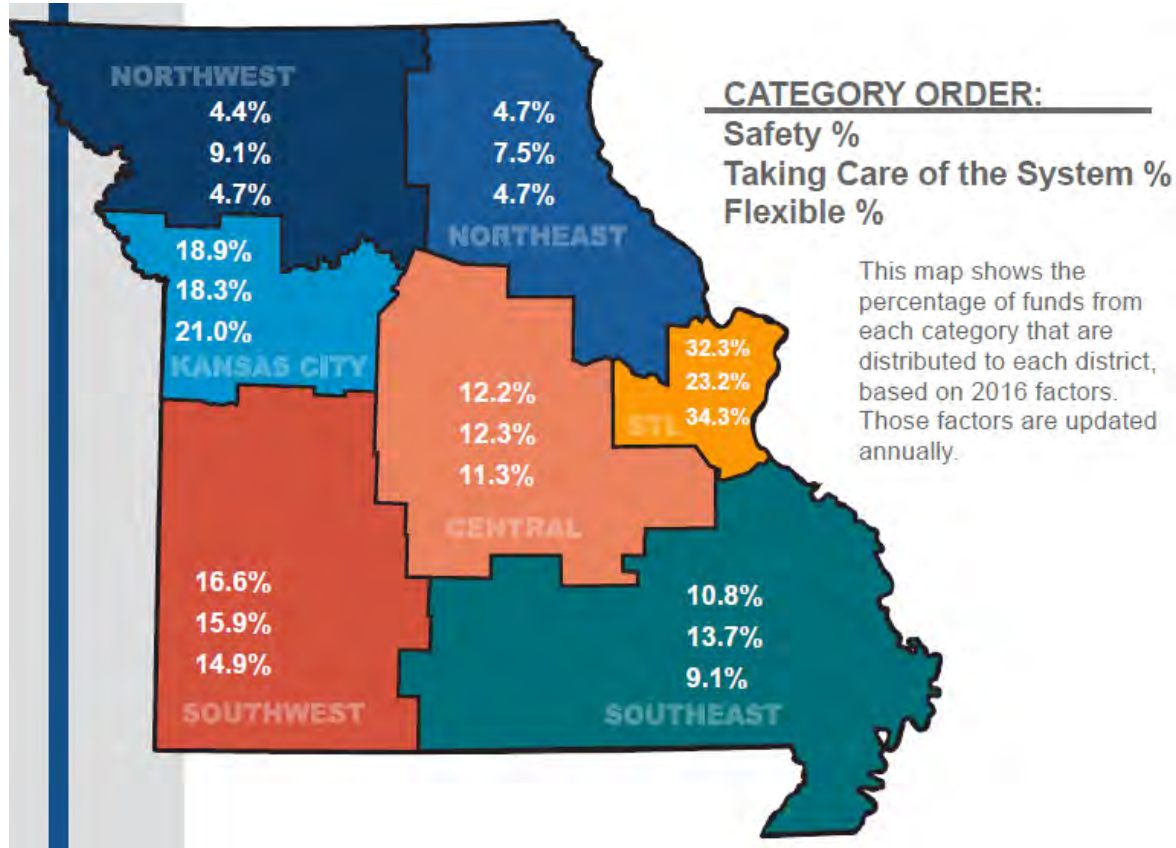 NORTHWEST
4.4%
9.1%
4.7%
4.7%
7.5%
4.7%
NORTHEAST
CATEGORY ORDER:
Safety %
Taking Care of the System %
Flexible %
This map shows the
percentage of funds from
each category that are
distributed to each district,
based on 2016 factors.
Those factors are updated
annually.
18.9%
18.3%
21.0%
KANSAS CITY
32.3%
23.2%
STL 34.3%
12.2%
12.3%
11.3%
CENTRAL
16.6%
15.9%
14.9%
SOUTHWEST
10.8%
13.7%
9.1%
SOUTHEAST